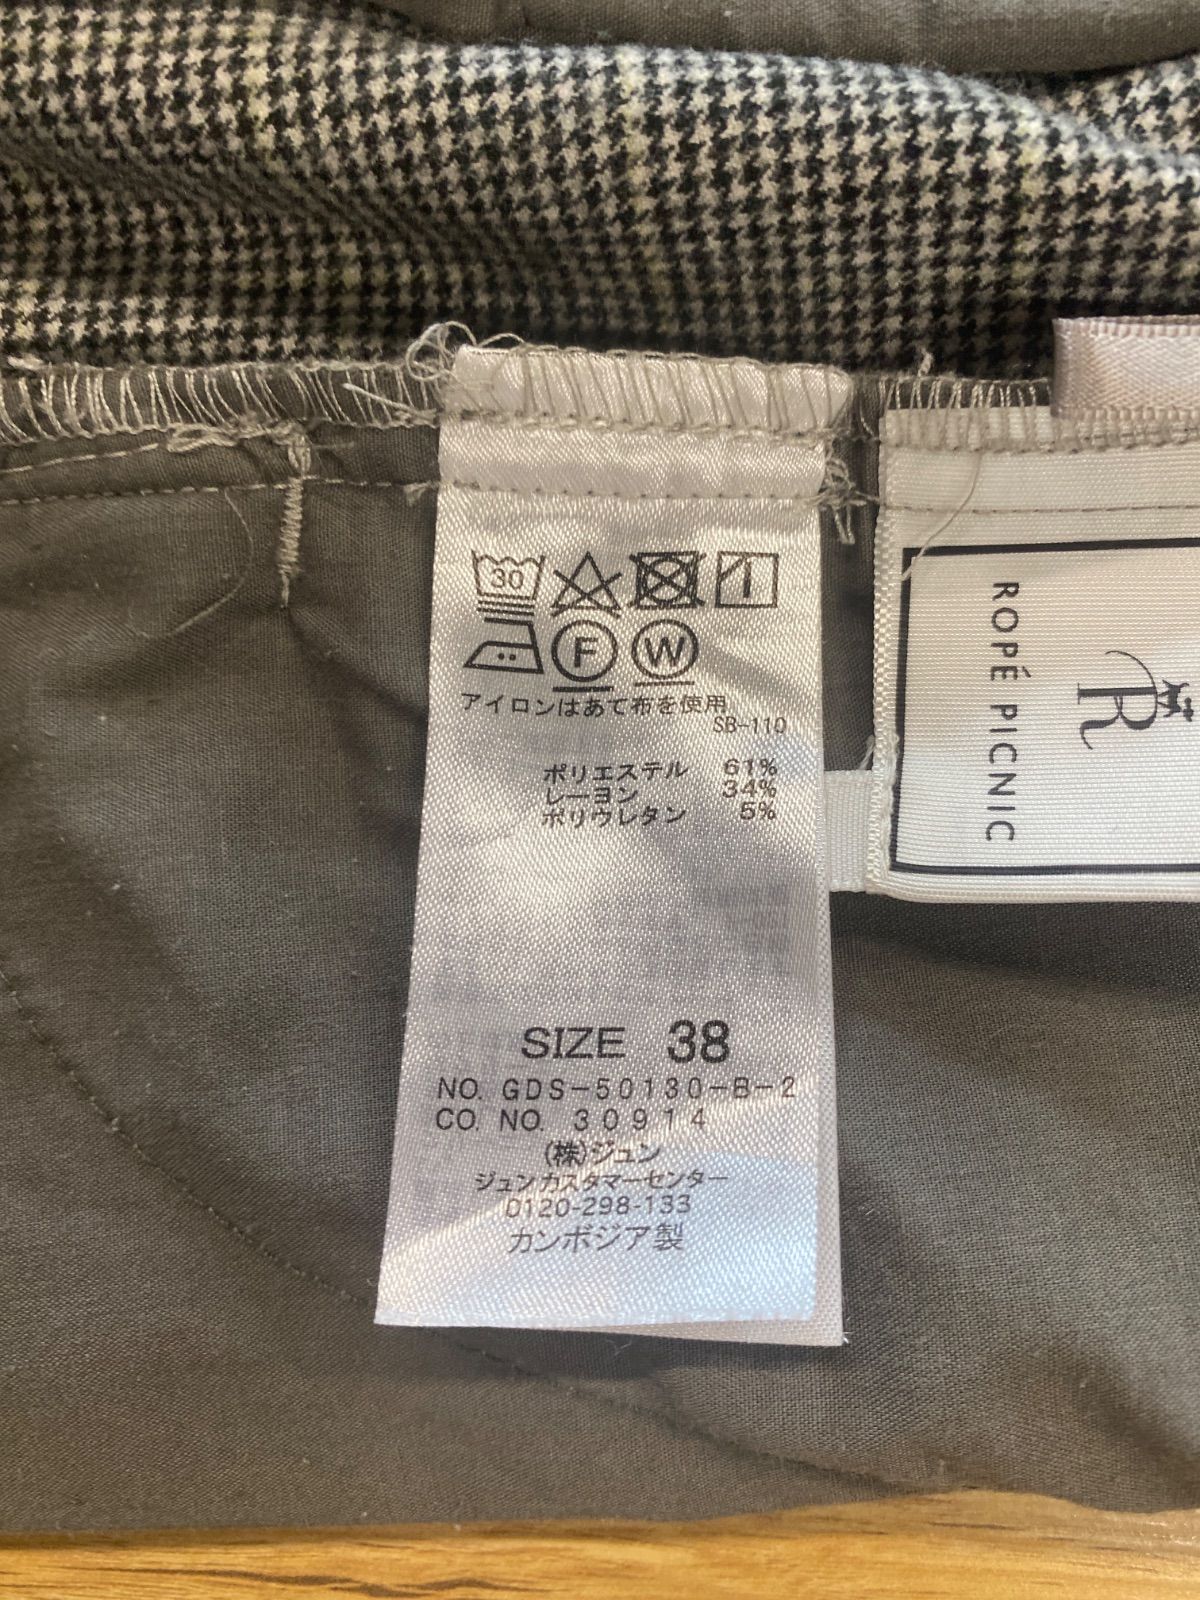 30
F W
アイロンはあて布を使用
SB-110
ポリエステル 61%
レーヨン 34%
ポリウレタン 5%
SIZE 38
NO. GDS-50130-B-2
CO. NO. 30914
(株)ジュン
ジュン カスタマーセンター
0120-298-133
カンボジア製
R
ROPÉ PICNIC